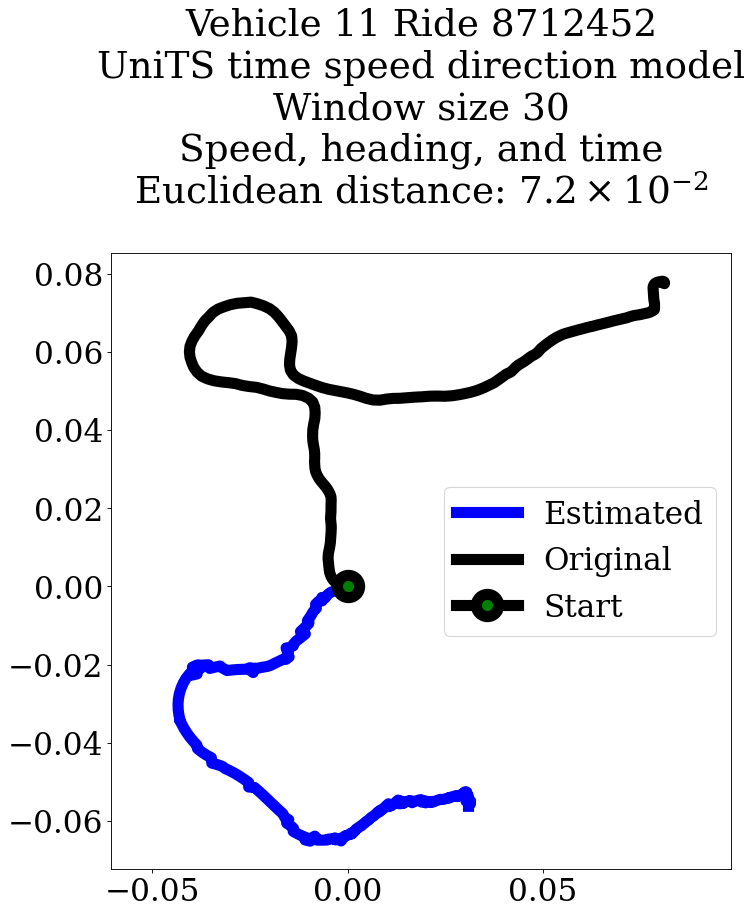 Vehicle 11 Ride 8712452
UniTS time speed direction model
Window size 30
Speed, heading, and time
Euclidean distance: 7.2 × 10⁻²
0.08
0.06
0.04
0.02
0.00
−0.02
−0.04
−0.06
Estimated
Original
Start
−0.05 0.00 0.05